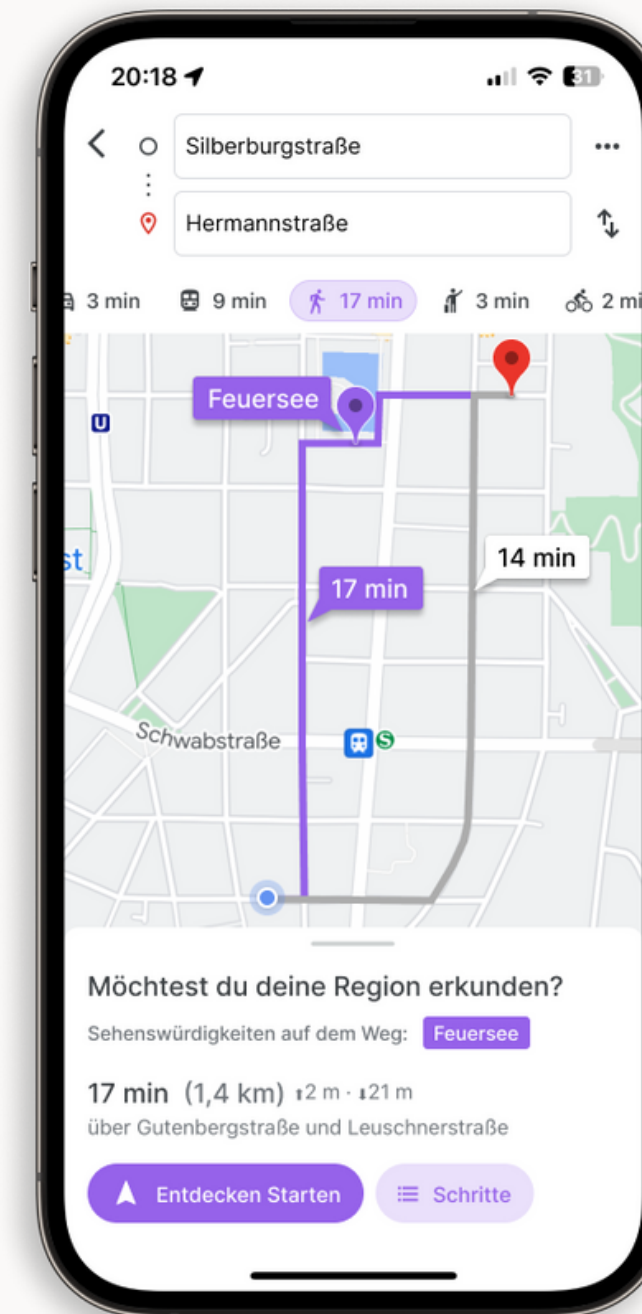 20:18
31
Silberburgstraße
Hermannstraße
3 min
9 min
17 min
3 min
2 mi
Feuersee
U
st
14 min
17 min
Schwabstraße
S
Möchtest du deine Region erkunden?
Sehenswürdigkeiten auf dem Weg: Feuersee
17 min (1,4 km) ↑2 m · ↓21 m
über Gutenbergstraße und Leuschnerstraße
Entdecken Starten
Schritte